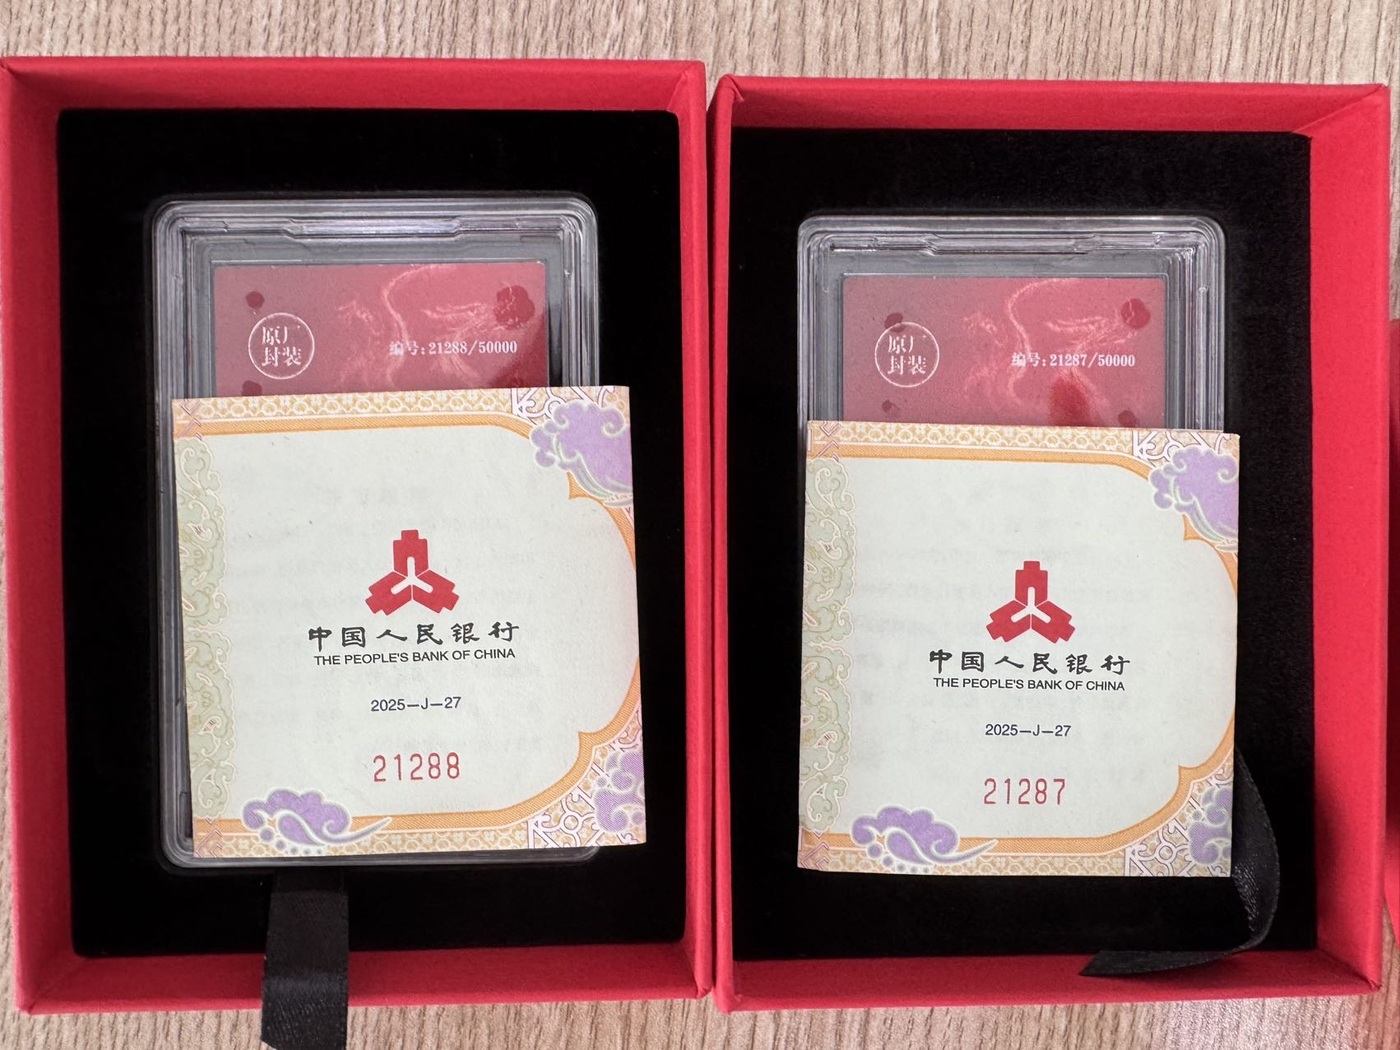 原厂
封装
编号:21288/50000
中国人民银行
THE PEOPLE'S BANK OF CHINA
2025—J—27
21288
原厂
封装
编号:21287/50000
中国人民银行
THE PEOPLE'S BANK OF CHINA
2025—J—27
21287